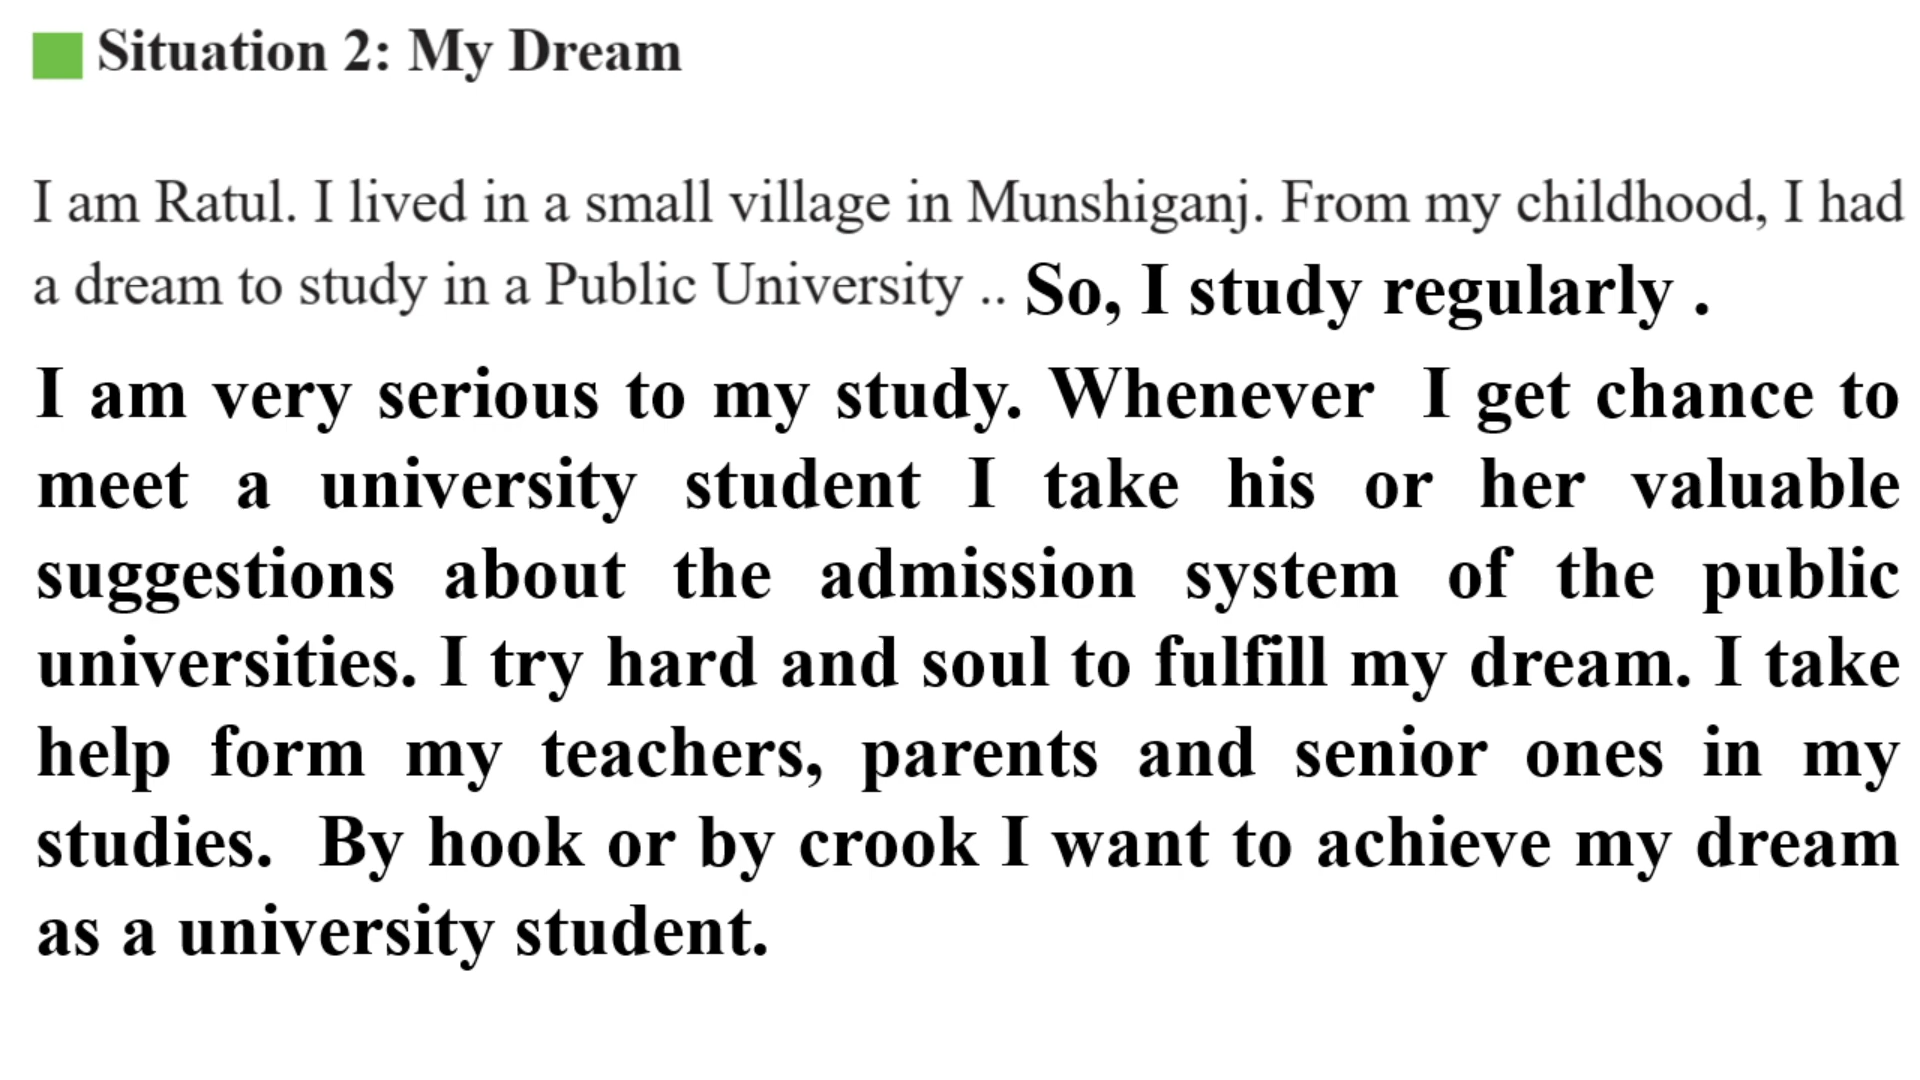 Situation 2: My Dream
I am Ratul. I lived in a small village in Munshiganj. From my childhood, I had
a dream to study in a Public University .. So, I study regularly .
I am very serious to my study. Whenever I get chance to
meet a university student I take his or her valuable
suggestions about the admission system of the public
universities. I try hard and soul to fulfill my dream. I take
help form my teachers, parents and senior ones in my
studies. By hook or by crook I want to achieve my dream
as a university student.